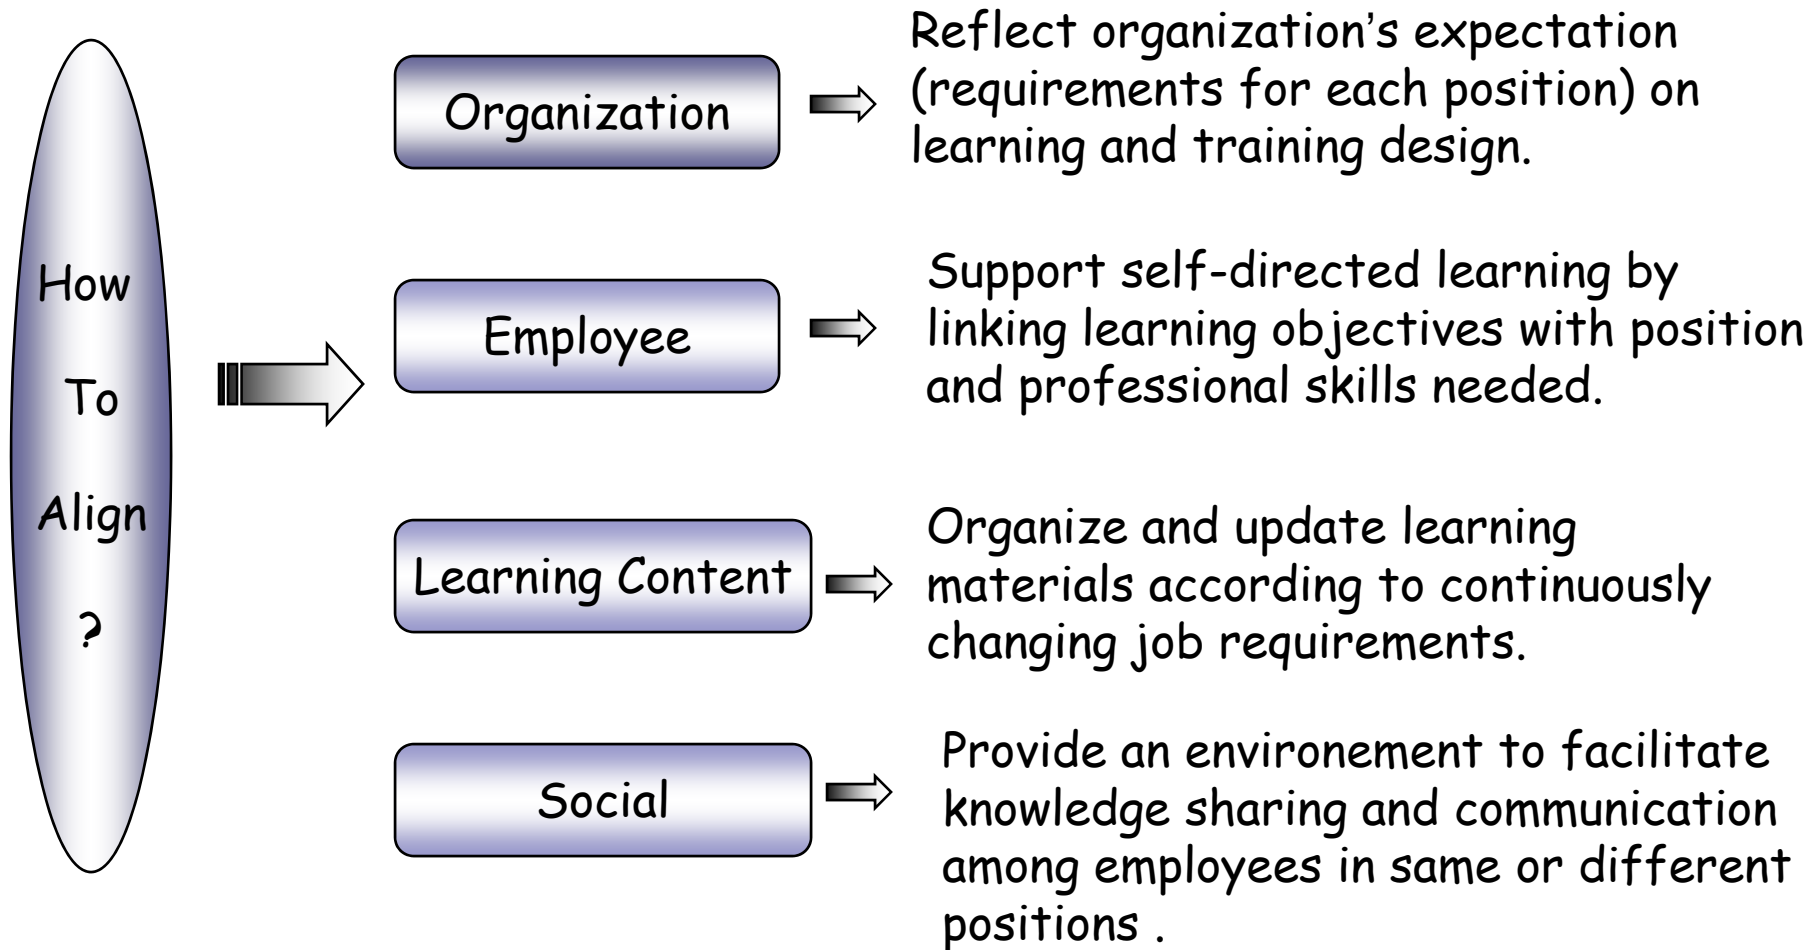 How
To
Align
?
Organization
Reflect organization’s expectation
(requirements for each position) on
learning and training design.
Employee
Support self-directed learning by
linking learning objectives with position
and professional skills needed.
Learning Content
Organize and update learning
materials according to continuously
changing job requirements.
Social
Provide an environement to facilitate
knowledge sharing and communication
among employees in same or different
positions .